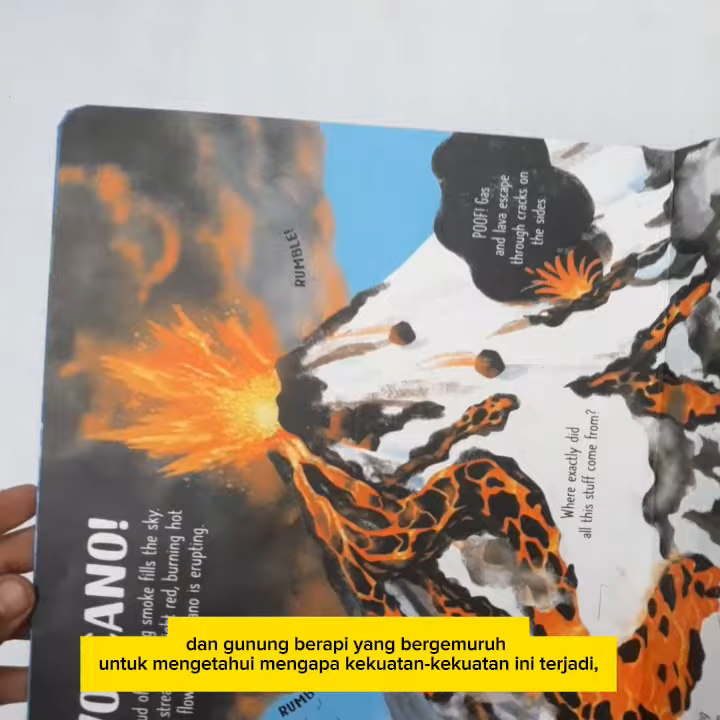 RUMBLE!
POOF! Gas
and lava escape
through cracks on
the sides.
Where exactly did
all this stuff come from?
smoke fills the sky.
red, burning hot
is erupting.
dan gunung berapi yang bergemuruh
untuk mengetahui mengapa kekuatan-kekuatan ini terjadi,